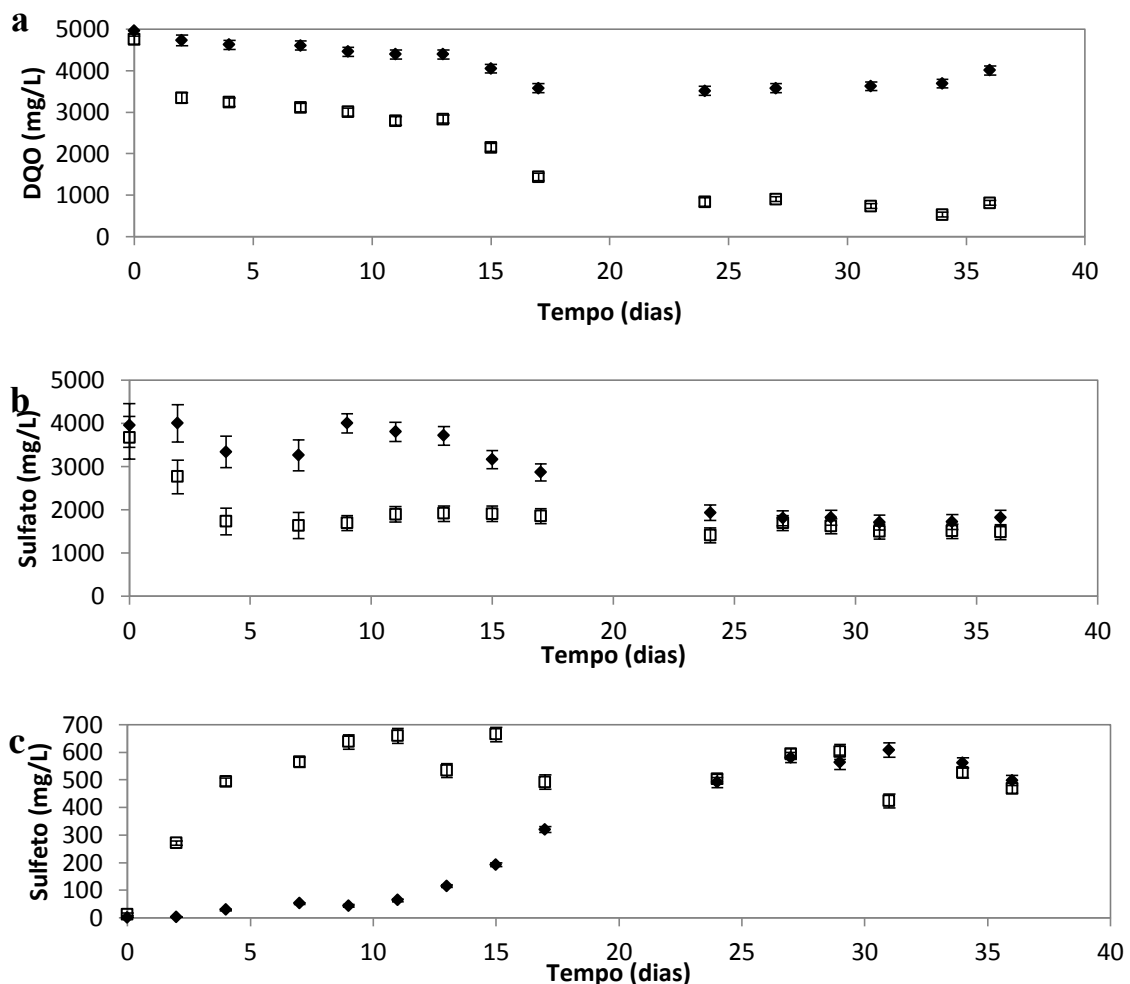 a
DQO (mg/L)
5000
4000
3000
2000
1000
0
0 5 10 15 20 25 30 35 40
Tempo (dias)
b
Sulfato (mg/L)
5000
4000
3000
2000
1000
0
0 5 10 15 20 25 30 35 40
Tempo (dias)
c
Sulfeto (mg/L)
700
600
500
400
300
200
100
0
0 5 10 15 20 25 30 35 40
Tempo (dias)